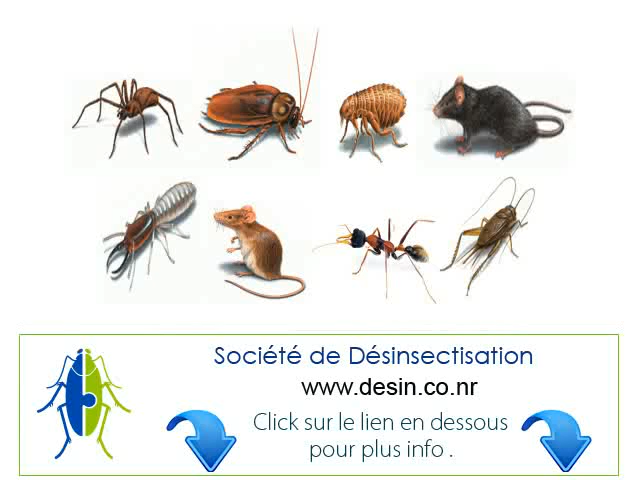 Société de Désinsectisation
www.desin.co.nr
Click sur le lien en dessous
pour plus info .